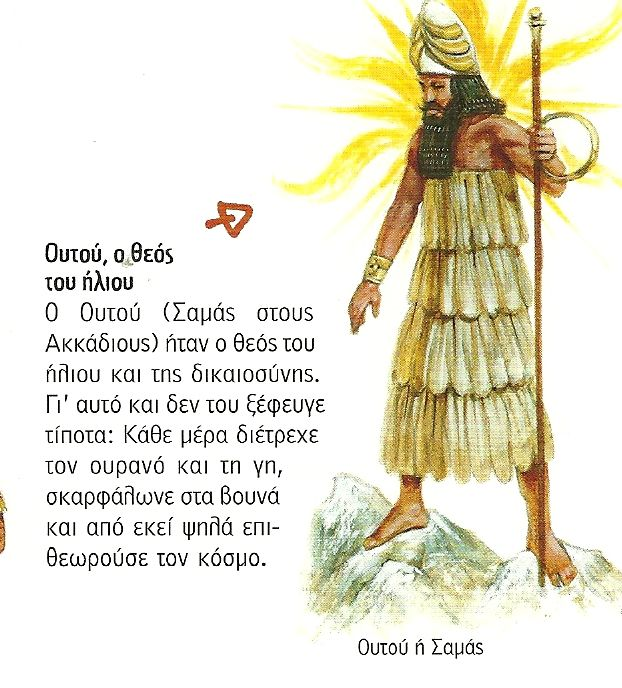 Ουτού, ο θεός
του ήλιου
Ο Ουτού (Σαμάς στους
Ακκάδιους) ήταν ο θεός του
ήλιου και της δικαιοσύνης.
Γι' αυτό και δεν του ξέφευγε
τίποτα: Κάθε μέρα διέτρεχε
τον ουρανό και τη γη,
σκαρφάλωνε στα βουνά
και από εκεί ψηλά επι-
θεωρούσε τον κόσμο.
Ουτού ή Σαμάς